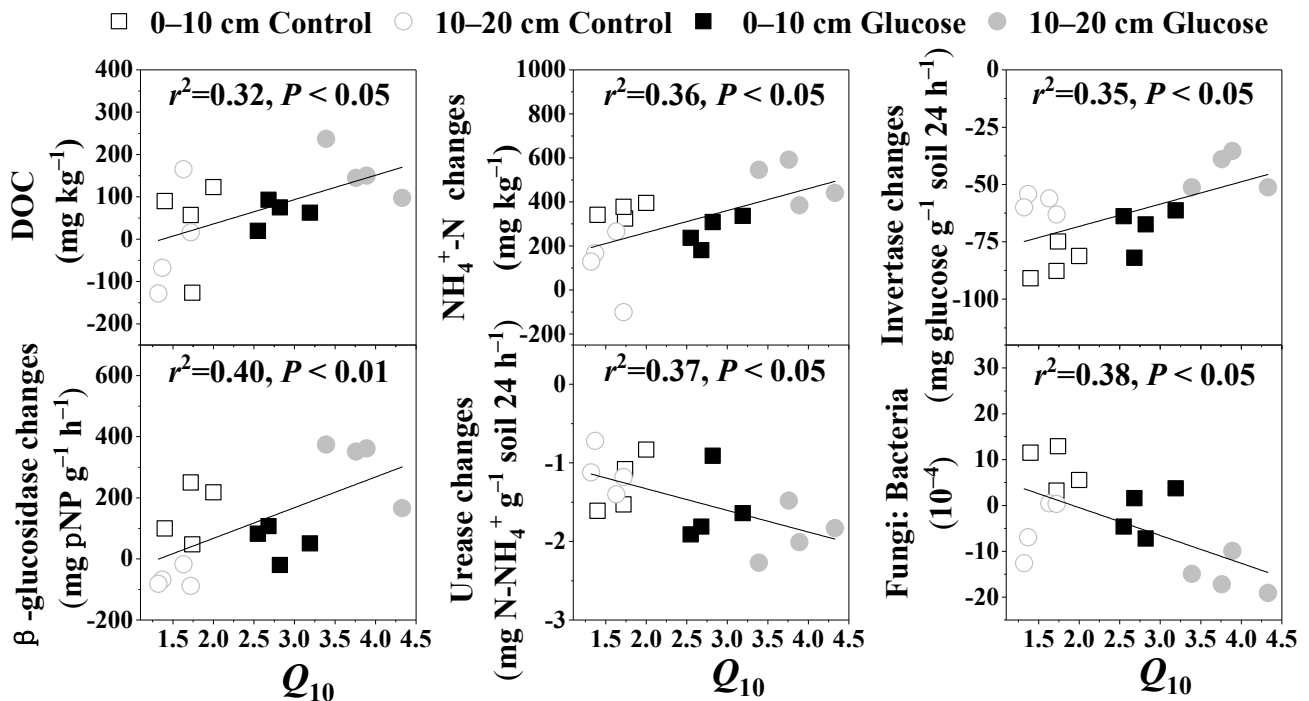 0–10 cm Control 10–20 cm Control 0–10 cm Glucose 10–20 cm Glucose
DOC
(mg kg⁻¹)
400
300
200
100
0
-100
-200
r²=0.32, P < 0.05
NH₄⁺-N changes
(mg kg⁻¹)
1000
800
600
400
200
0
-200
r²=0.36, P < 0.05
Invertase changes
(mg glucose g⁻¹ soil 24 h⁻¹)
0
-25
-50
-75
-100
r²=0.35, P < 0.05
β-glucosidase changes
(mg pNP g⁻¹ h⁻¹)
600
400
200
0
-200
r²=0.40, P < 0.01
1.5 2.0 2.5 3.0 3.5 4.0 4.5
Q₁₀
Urease changes
(mg N-NH₄⁺ g⁻¹ soil 24 h⁻¹)
0
-1
-2
-3
r²=0.37, P < 0.05
1.5 2.0 2.5 3.0 3.5 4.0 4.5
Q₁₀
Fungi: Bacteria
(10⁻⁴)
30
20
10
0
-10
-20
r²=0.38, P < 0.05
1.5 2.0 2.5 3.0 3.5 4.0 4.5
Q₁₀